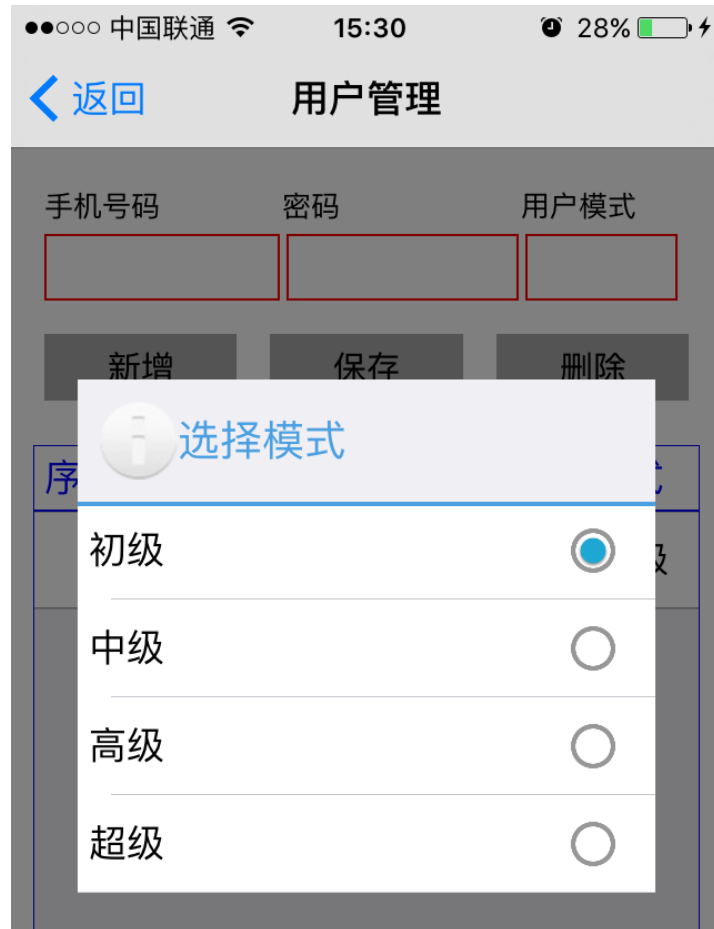 中国联通 15:30 28%
返回 用户管理
手机号码 密码 用户模式
新增 保存 删除
选择模式
序
初级
级
中级
高级
超级